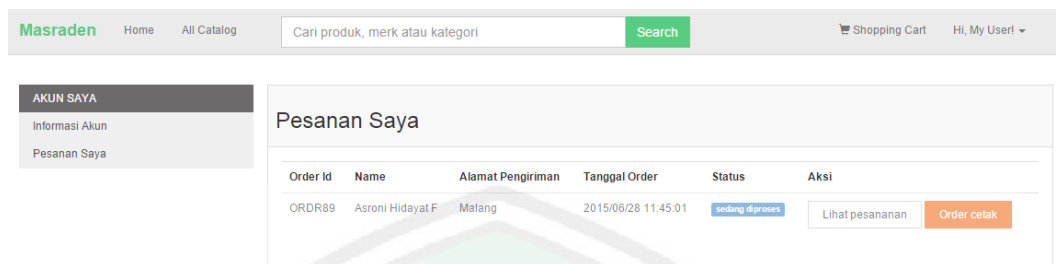 Masraden Home All Catalog Cari produk, merk atau kategori Search Shopping Cart Hi, My User!
AKUN SAYA
Informasi Akun
Pesanan Saya
Pesanan Saya
Order Id Name Alamat Pengiriman Tanggal Order Status Aksi
ORDR89 Asroni Hidayat F Malang 2015/06/28 11:45:01 sedang diproses Lihat pesananan Order cetak